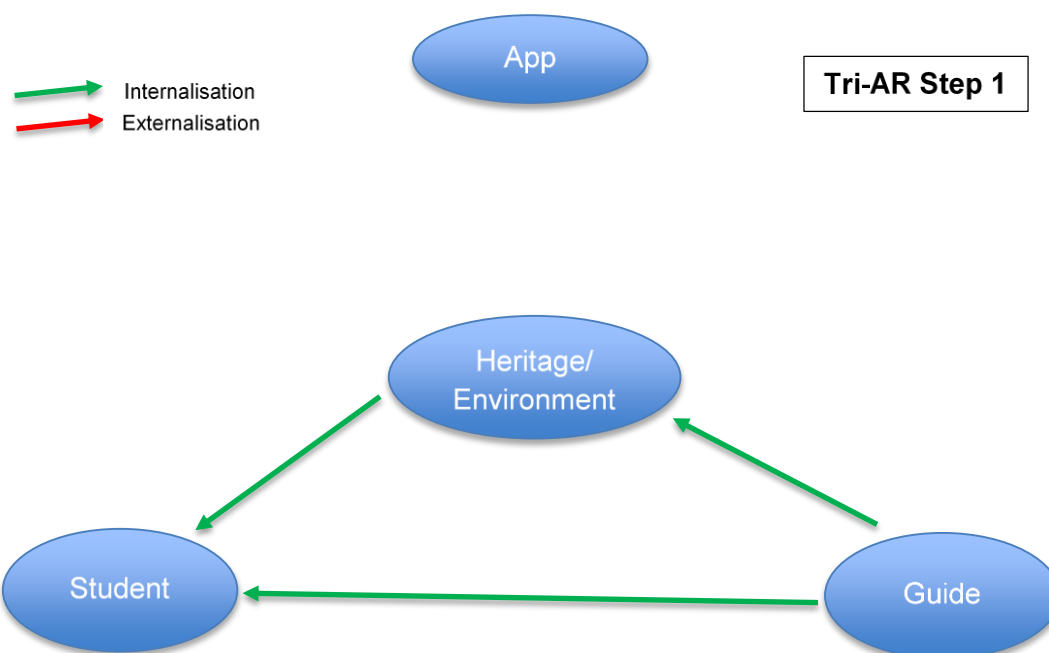 App
Tri-AR Step 1
Internalisation
Externalisation
Heritage/
Environment
Student
Guide